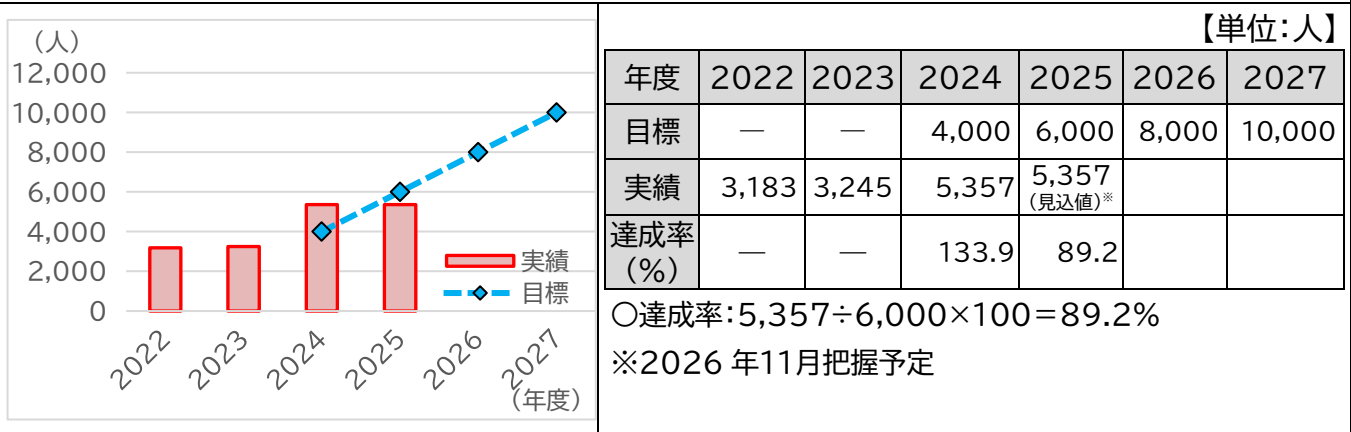 （人）
12,000
10,000
8,000
6,000
4,000
2,000
0
2022
2023
2024
2025
2026
2027
（年度）
実績
目標
【単位：人】
年度 2022 2023 2024 2025 2026 2027
目標 ― ― 4,000 6,000 8,000 10,000
実績 3,183 3,245 5,357 5,357
（見込値）※
達成率
（％） ― ― 133.9 89.2
○達成率：5,357÷6,000×100＝89.2%
※2026 年11月把握予定